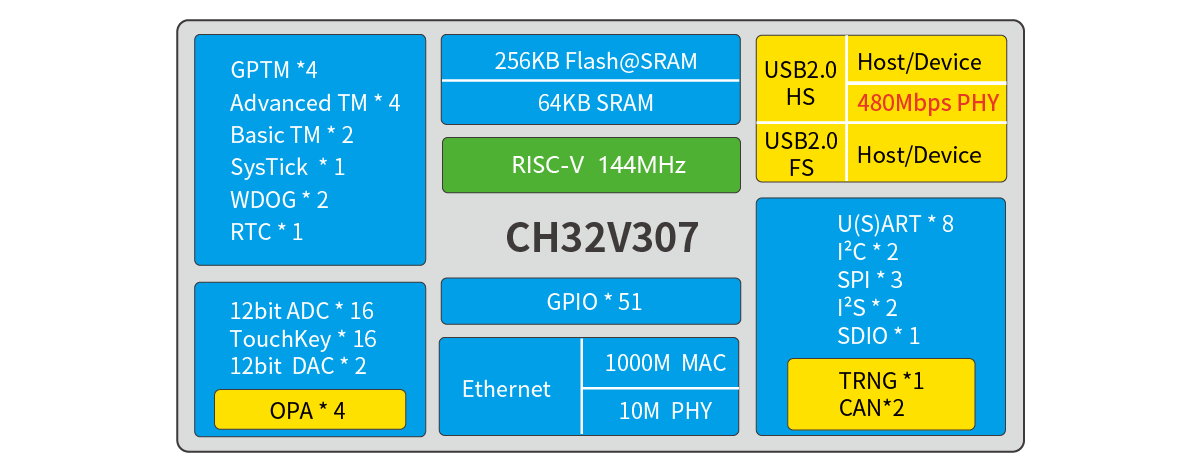 GPTM *4
Advanced TM * 4
Basic TM * 2
SysTick * 1
WDOG * 2
RTC * 1
12bit ADC * 16
TouchKey * 16
12bit DAC * 2
OPA * 4
256KB Flash@SRAM
64KB SRAM
RISC-V 144MHz
CH32V307
GPIO * 51
Ethernet
1000M MAC
10M PHY
USB2.0
HS
Host/Device
480Mbps PHY
USB2.0
FS
Host/Device
U(S)ART * 8
I²C * 2
SPI * 3
I²S * 2
SDIO * 1
TRNG *1
CAN*2